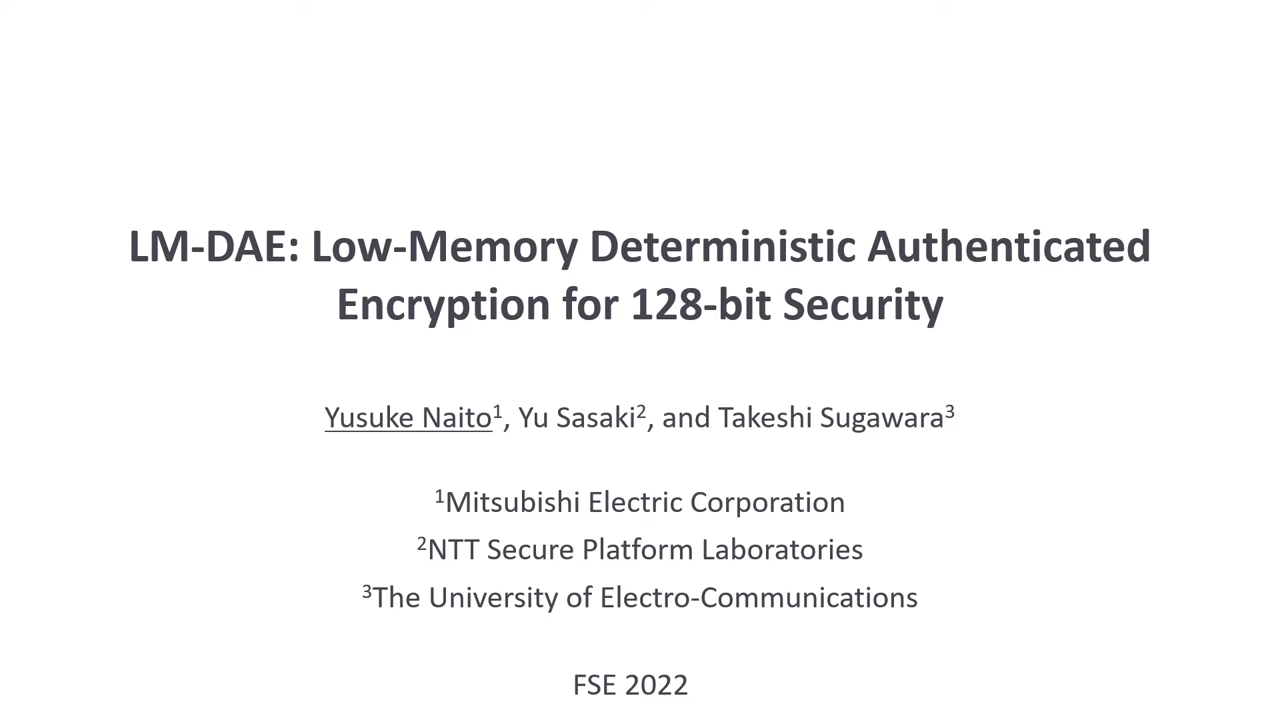 LM-DAE: Low-Memory Deterministic Authenticated
Encryption for 128-bit Security
Yusuke Naito¹, Yu Sasaki², and Takeshi Sugawara³
¹Mitsubishi Electric Corporation
²NTT Secure Platform Laboratories
³The University of Electro-Communications
FSE 2022